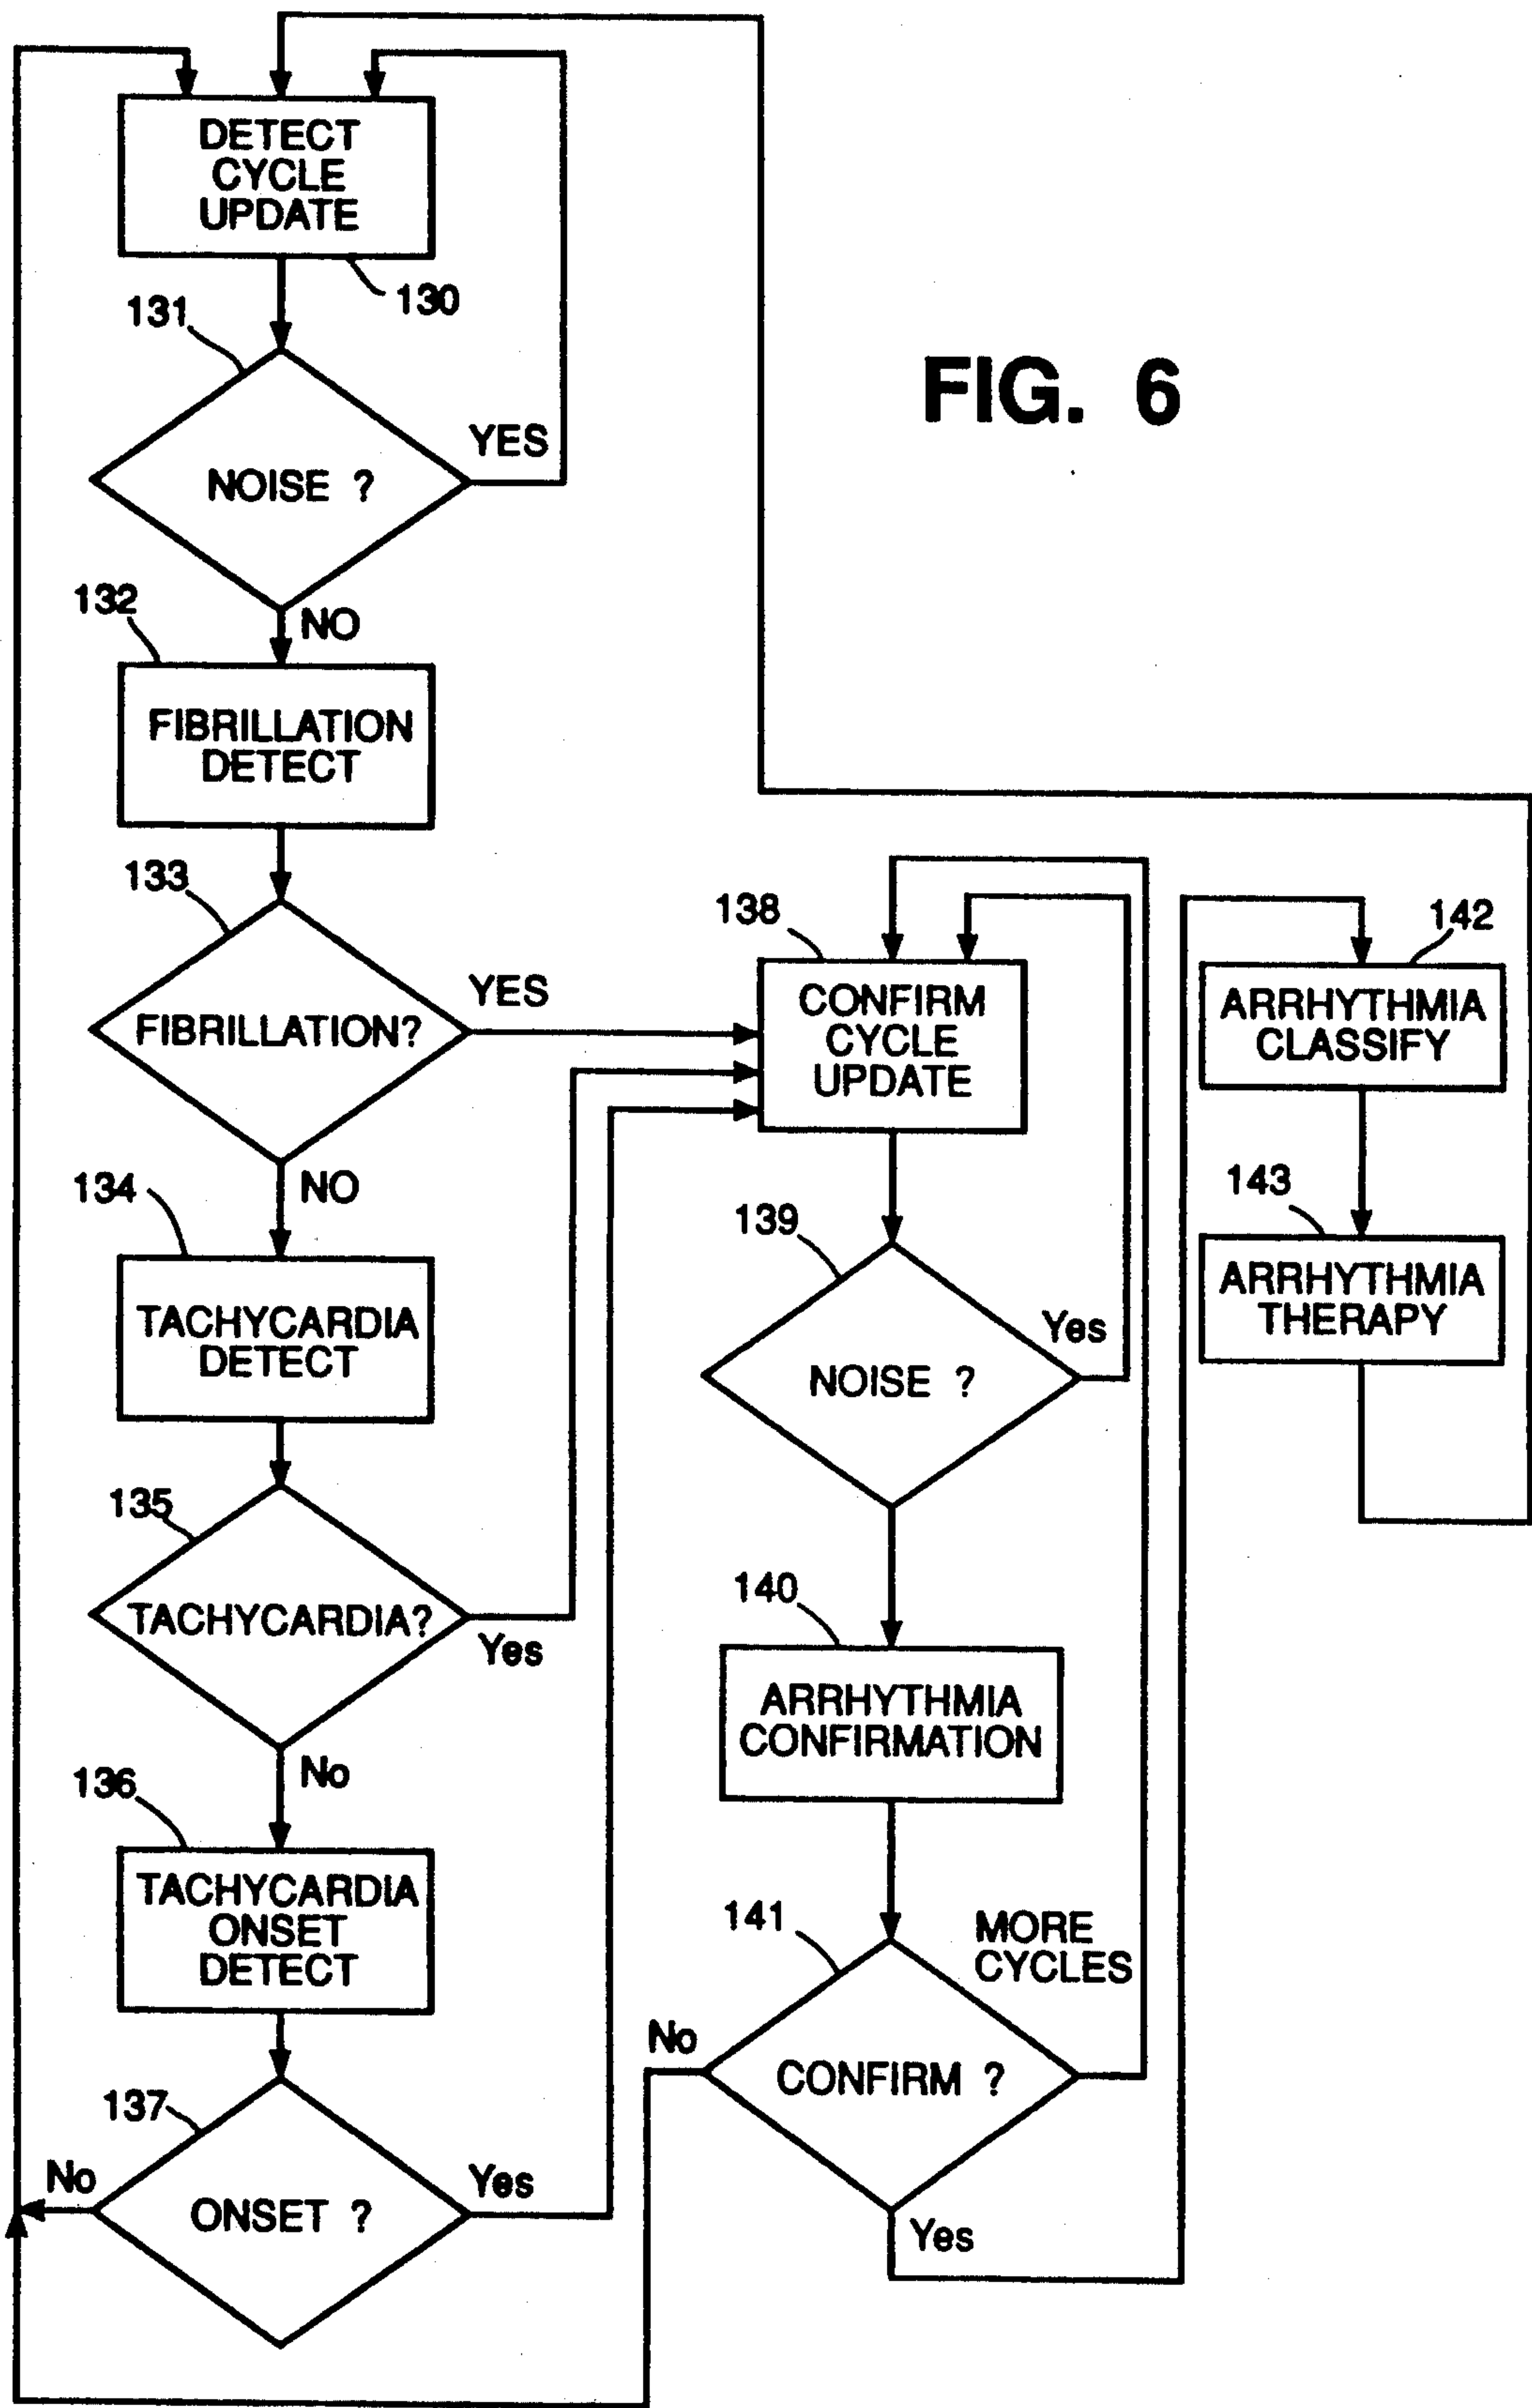 DETECT
CYCLE
UPDATE
130
131
NOISE ?
YES
NO
FIG. 6
132
FIBRILLATION
DETECT
133
FIBRILLATION?
YES
NO
134
TACHYCARDIA
DETECT
135
TACHYCARDIA?
Yes
No
136
TACHYCARDIA
ONSET
DETECT
137
No
ONSET ?
Yes
138
CONFIRM
CYCLE
UPDATE
139
NOISE ?
Yes
140
ARRHYTHMIA
CONFIRMATION
141
MORE
CYCLES
No
CONFIRM ?
Yes
142
ARRHYTHMIA
CLASSIFY
143
ARRHYTHMIA
THERAPY